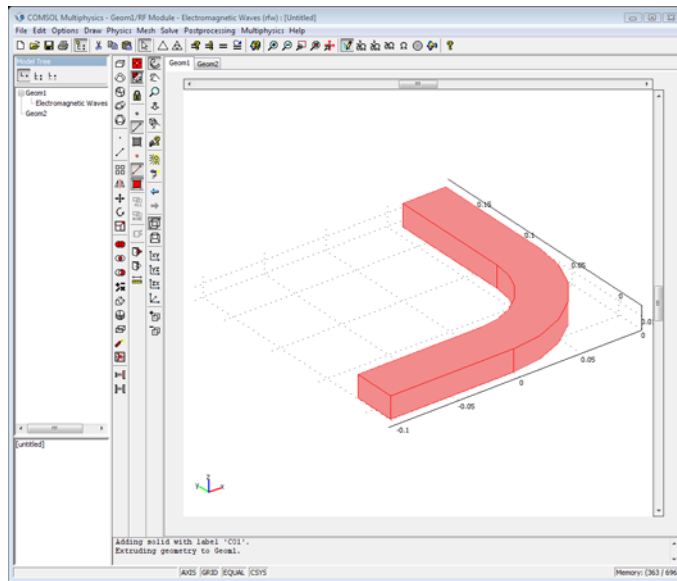 COMSOL Multiphysics - Geom1/RF Module - Electromagnetic Waves (rfw) : [Untitled]
File Edit Options Draw Physics Mesh Solve Postprocessing Multiphysics Help
Model Tree
Geom1 Geom2
Geom1
Electromagnetic Waves
Geom2
0.15
0.1
0.05
0
0
0.05
0
-0.05
-0.1
z
y
x
[untitled]
Adding solid with label 'CO1'.
Extruding geometry to Geom1.
AXIS GRID EQUAL CSYS
Memory: (363 / 696